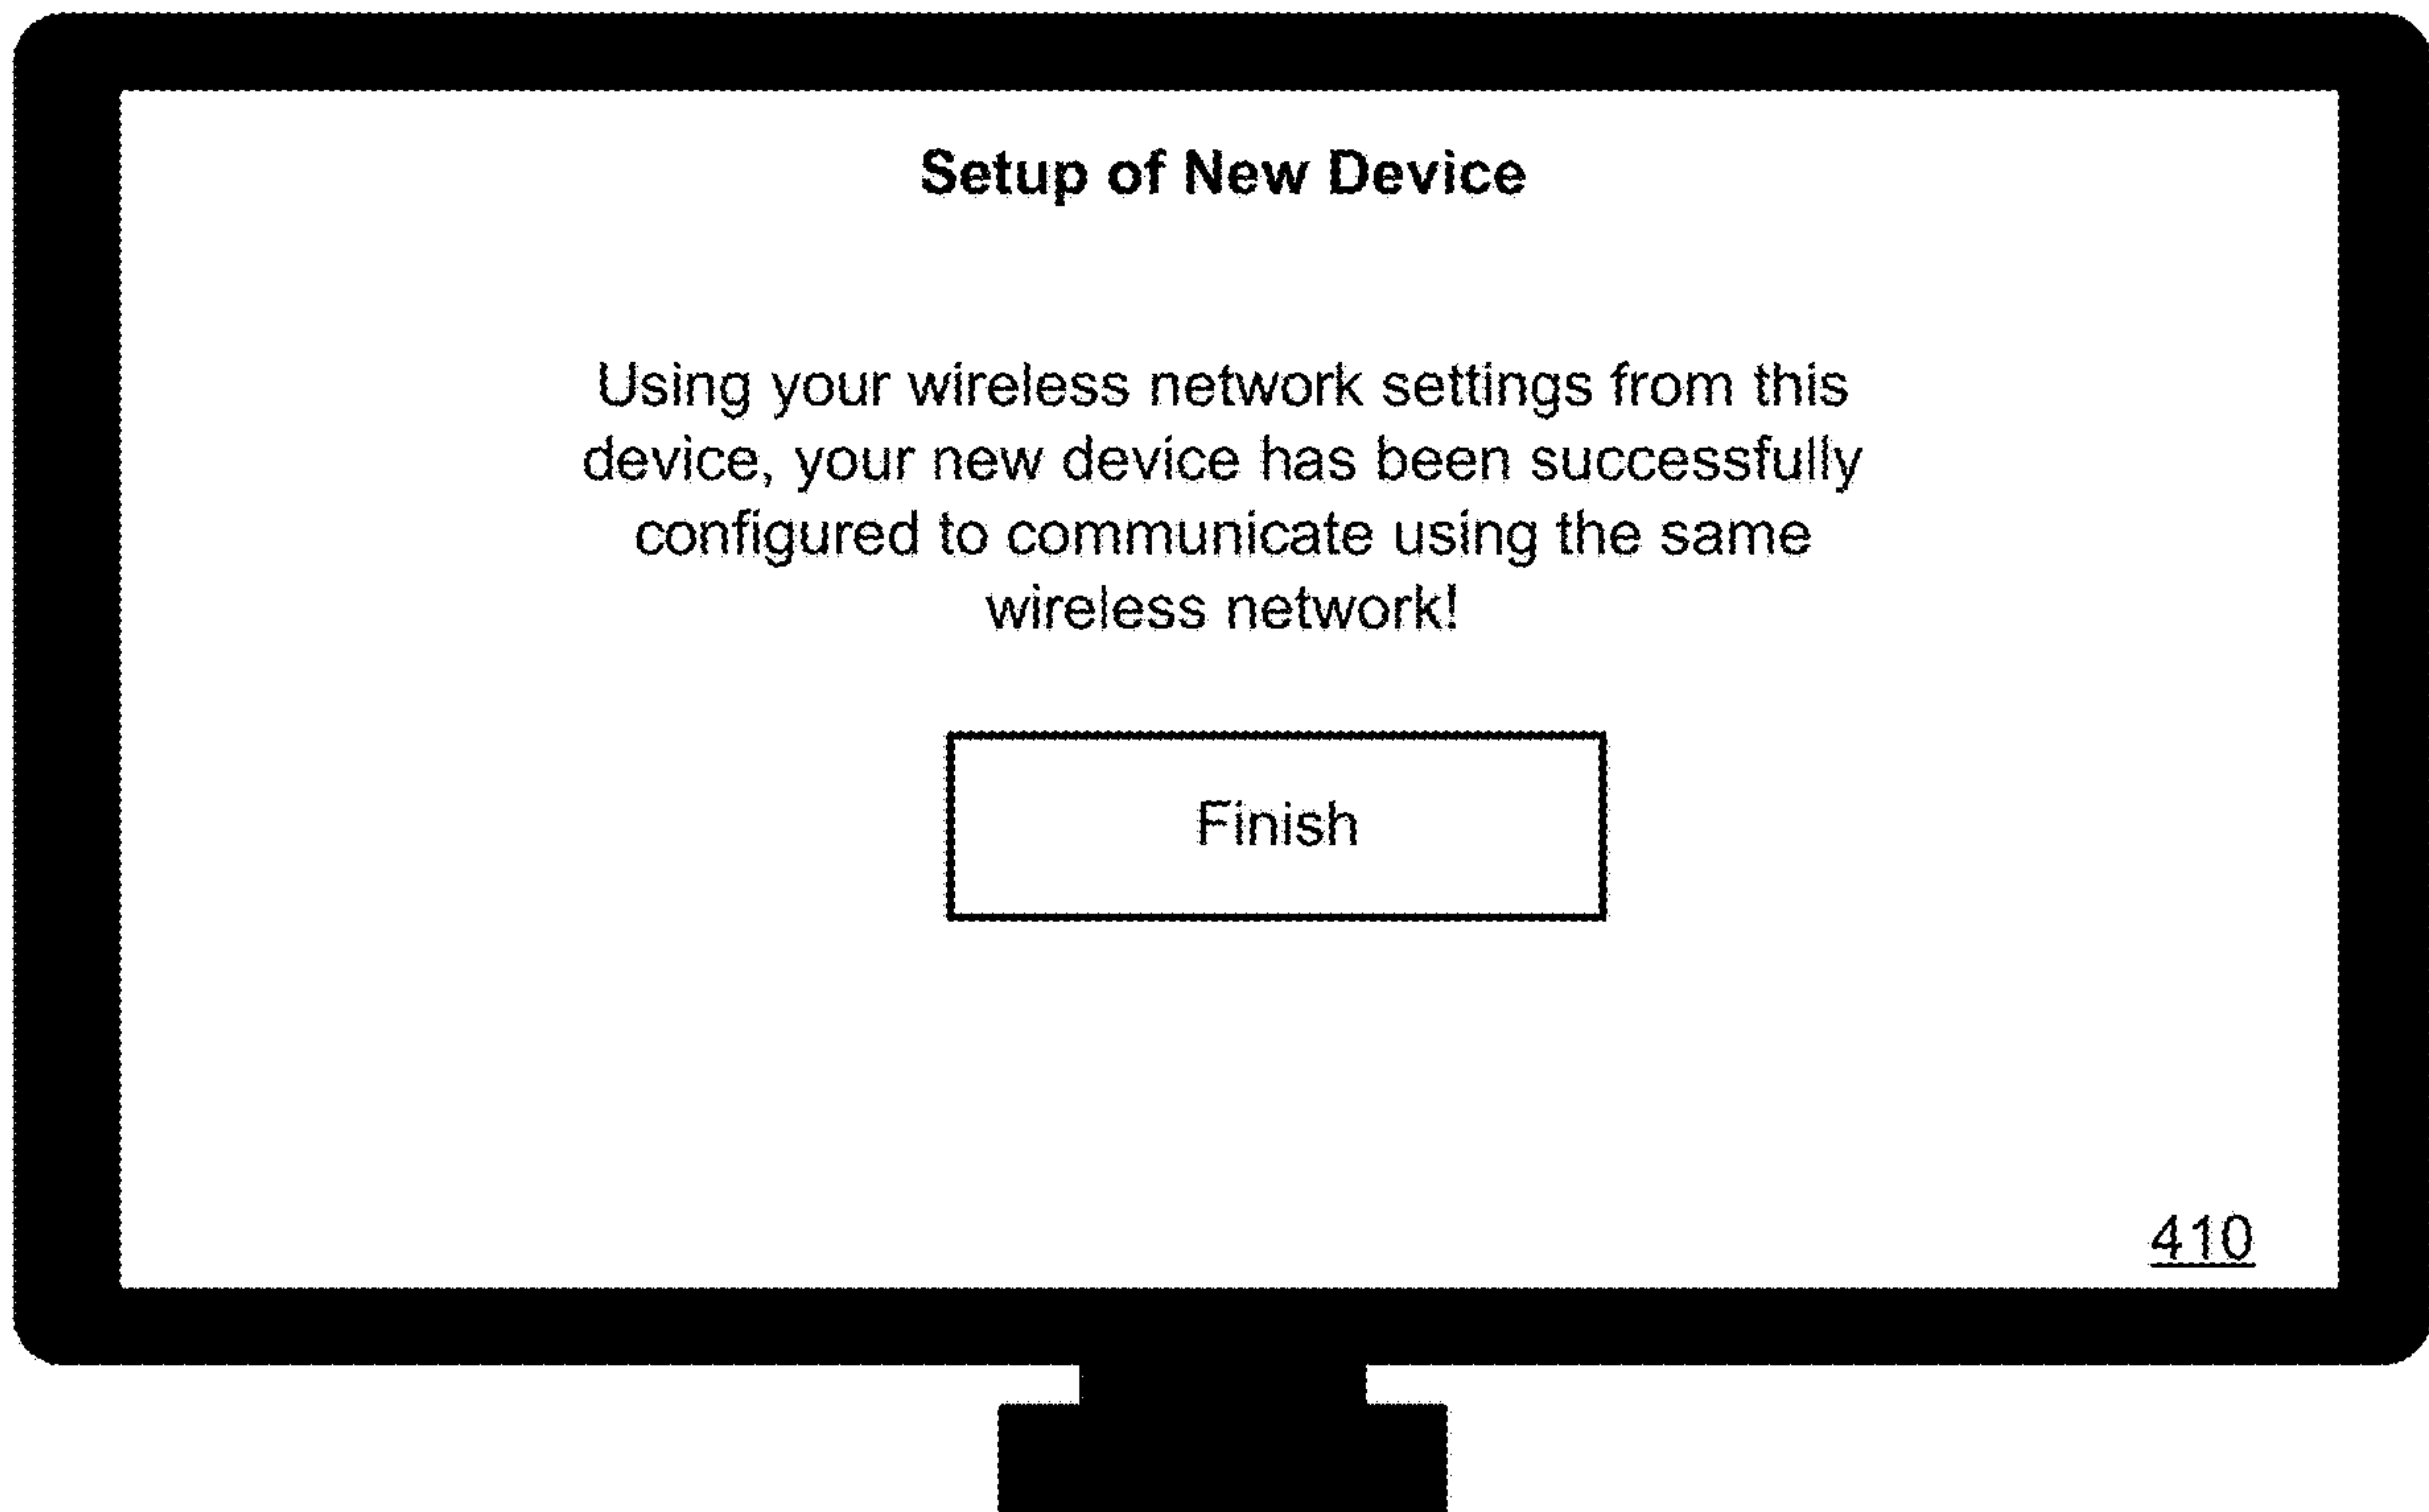 Setup of New Device
Using your wireless network settings from this
device, your new device has been successfully
configured to communicate using the same
wireless network!
Finish
410